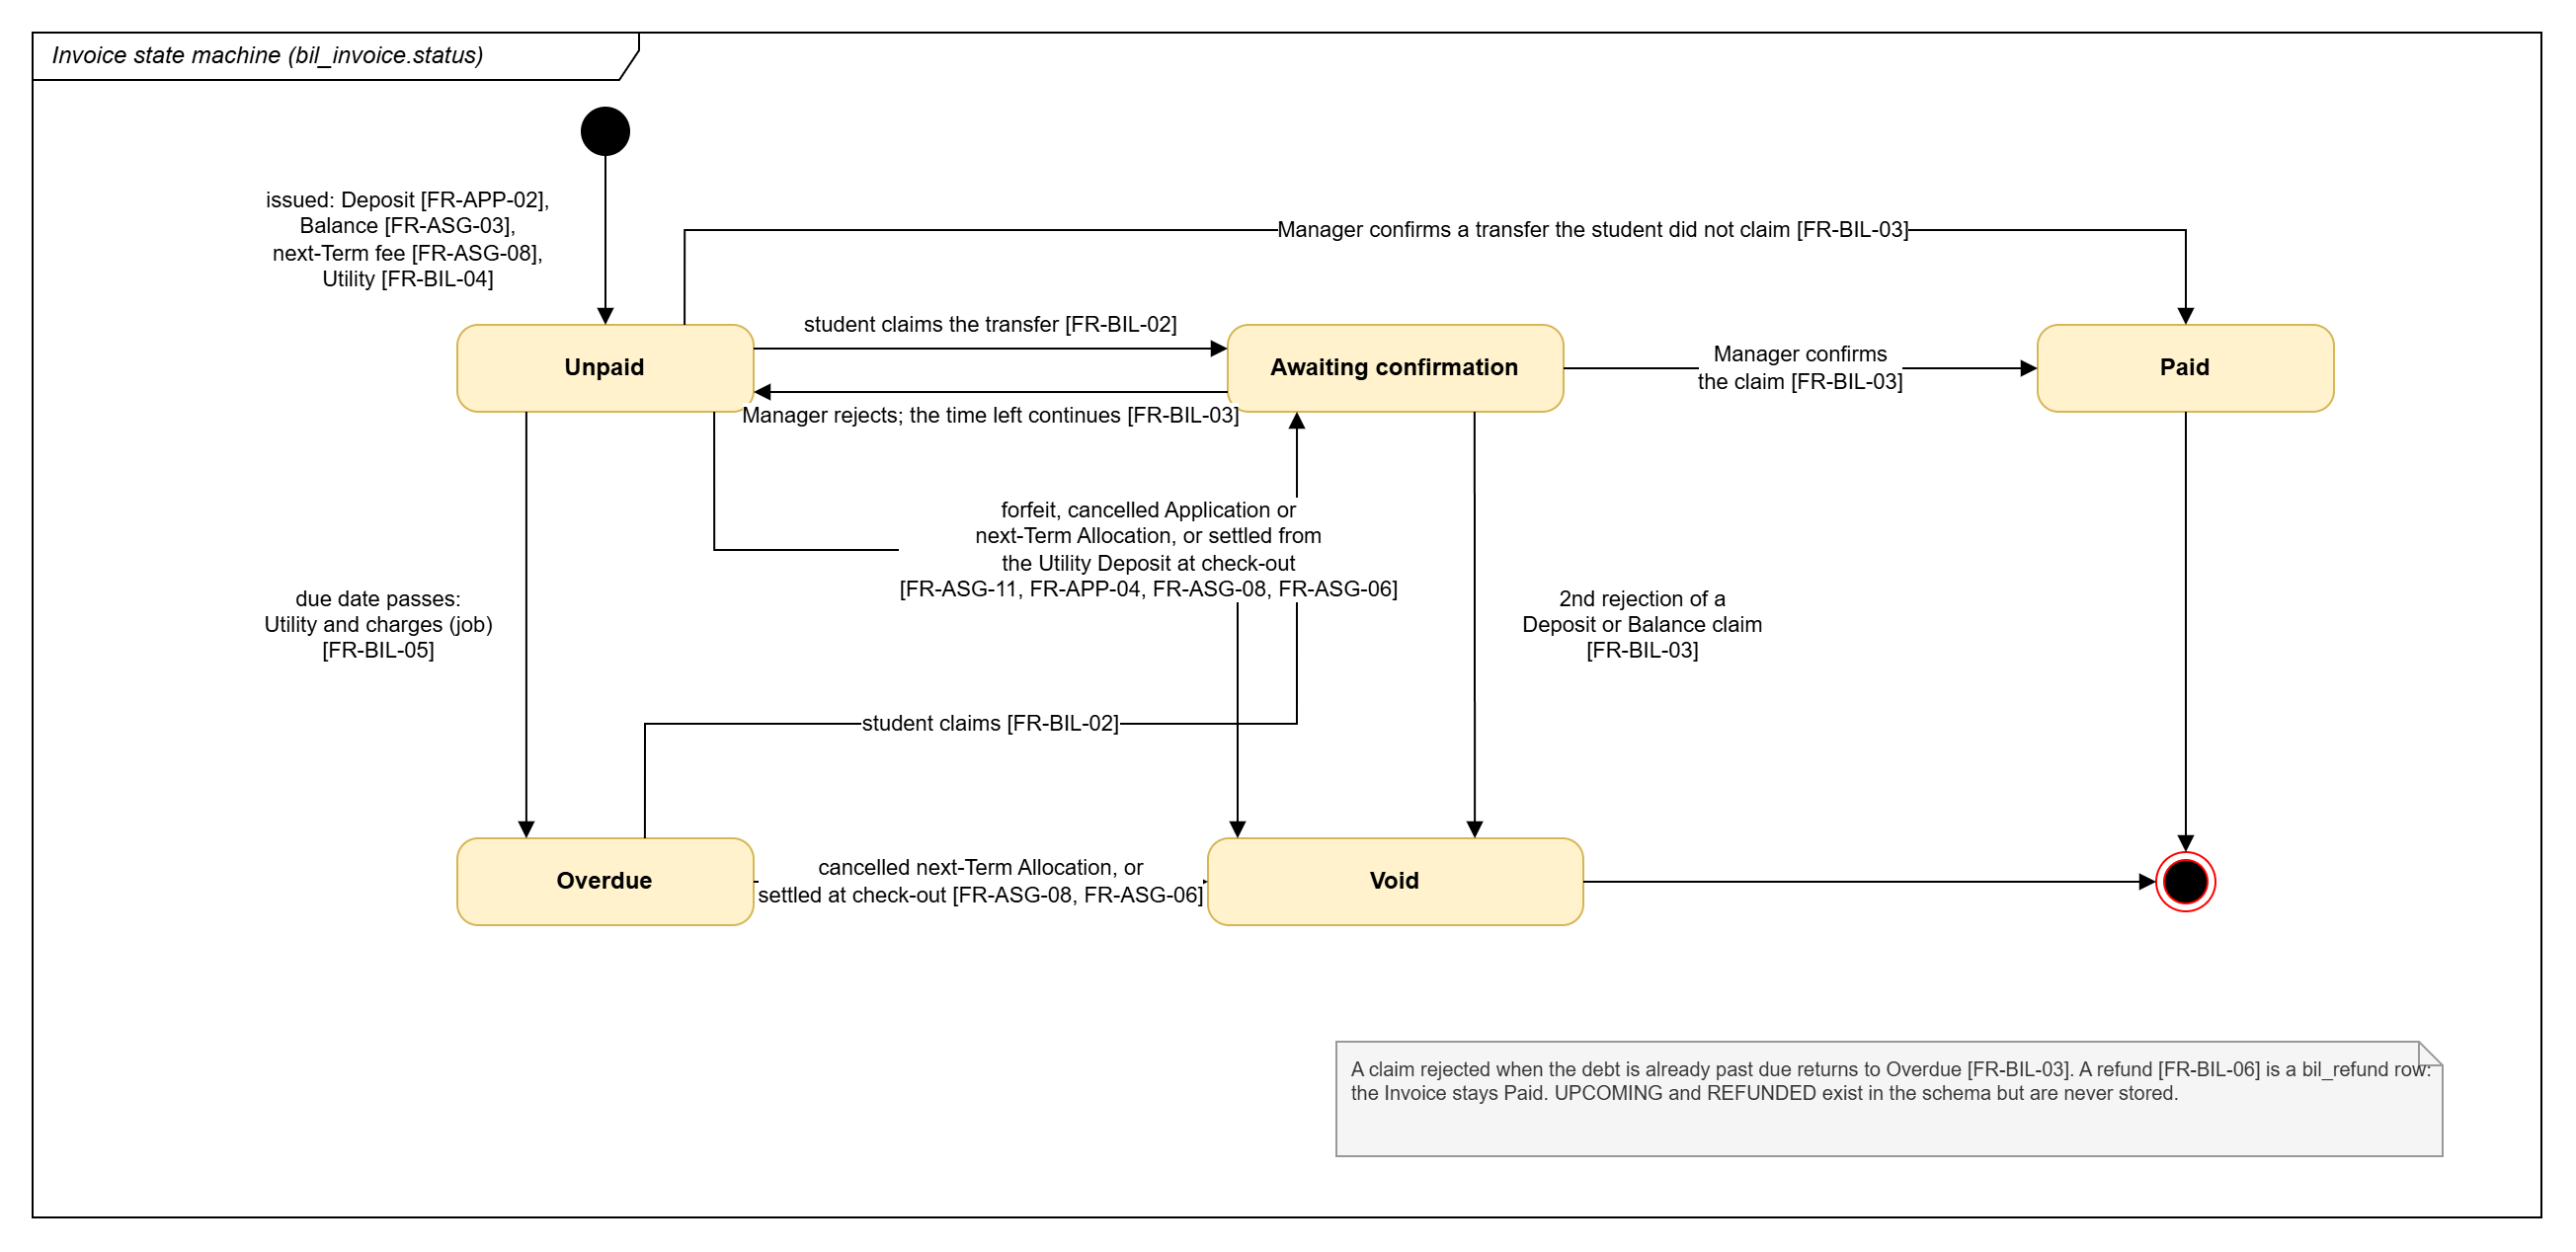 Invoice state machine (bil_invoice.status)
issued: Deposit [FR-APP-02],
Balance [FR-ASG-03],
next-Term fee [FR-ASG-08],
Utility [FR-BIL-04]
Manager confirms a transfer the student did not claim [FR-BIL-03]
student claims the transfer [FR-BIL-02]
Unpaid
Awaiting confirmation
Manager confirms
the claim [FR-BIL-03]
Paid
Manager rejects; the time left continues [FR-BIL-03]
forfeit, cancelled Application or
next-Term Allocation, or settled from
the Utility Deposit at check-out
[FR-ASG-11, FR-APP-04, FR-ASG-08, FR-ASG-06]
due date passes:
Utility and charges (job)
[FR-BIL-05]
2nd rejection of a
Deposit or Balance claim
[FR-BIL-03]
student claims [FR-BIL-02]
Overdue
cancelled next-Term Allocation, or
settled at check-out [FR-ASG-08, FR-ASG-06]
Void
A claim rejected when the debt is already past due returns to Overdue [FR-BIL-03]. A refund [FR-BIL-06] is a bil_refund row:
the Invoice stays Paid. UPCOMING and REFUNDED exist in the schema but are never stored.